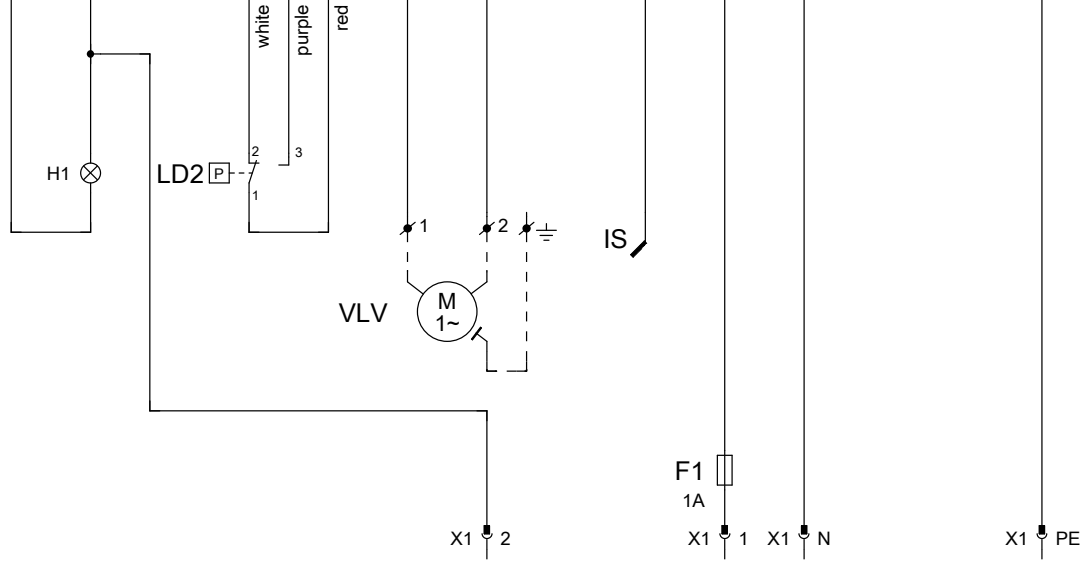 white
purple
red
2
3
H1
LD2
P
1
1
2
IS
VLV
M
1~
F1
1A
X1 2
X1 1
X1 N
X1 PE